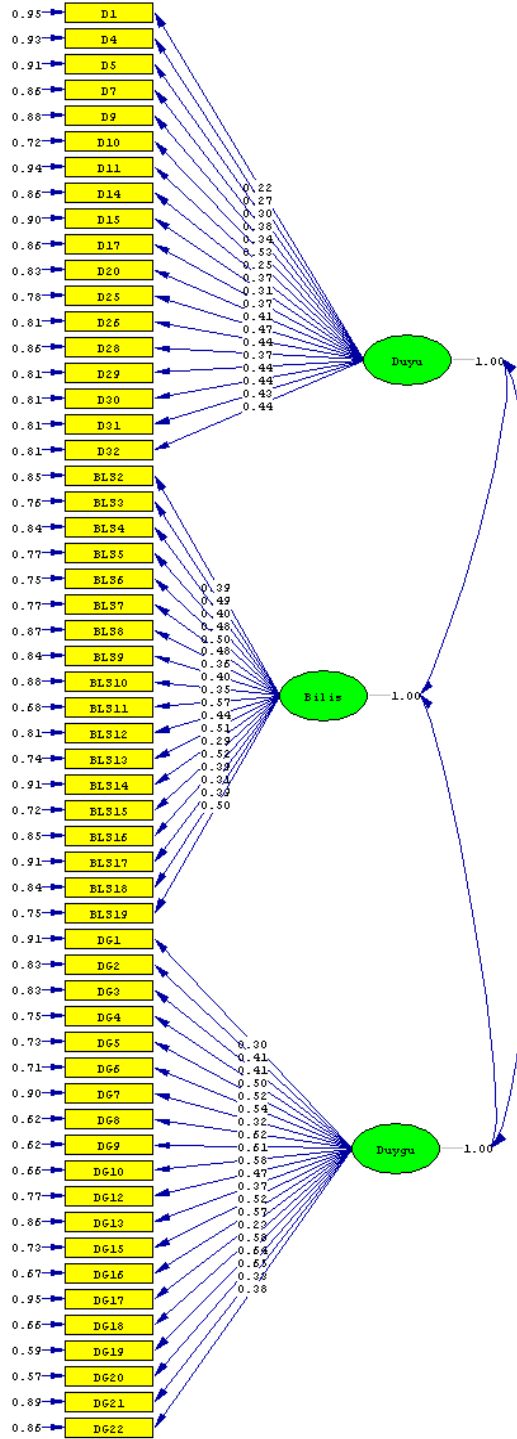 0.95 D1
0.93 D4
0.91 D5
0.86 D7
0.88 D9
0.72 D10
0.94 D11
0.86 D14
0.90 D15
0.86 D17
0.83 D20
0.78 D25
0.81 D26
0.86 D28
0.81 D29
0.81 D30
0.81 D31
0.81 D32
0.85 BLS2
0.76 BLS3
0.84 BLS4
0.77 BLS5
0.75 BLS6
0.77 BLS7
0.87 BLS8
0.84 BLS9
0.88 BLS10
0.68 BLS11
0.81 BLS12
0.74 BLS13
0.91 BLS14
0.72 BLS15
0.85 BLS16
0.91 BLS17
0.84 BLS18
0.75 BLS19
0.91 DG1
0.83 DG2
0.83 DG3
0.75 DG4
0.73 DG5
0.71 DG6
0.90 DG7
0.62 DG8
0.62 DG9
0.66 DG10
0.77 DG12
0.86 DG13
0.73 DG15
0.67 DG16
0.95 DG17
0.66 DG18
0.59 DG19
0.57 DG20
0.89 DG21
0.86 DG22
0.22
0.27
0.30
0.38
0.34
0.53
0.25
0.37
0.31
0.37
0.41
0.47
0.44
0.37
0.44
0.44
0.43
0.44
Duyu 1.00
0.39
0.49
0.40
0.48
0.50
0.48
0.36
0.40
0.35
0.57
0.44
0.51
0.29
0.52
0.39
0.31
0.39
0.50
Bilis 1.00
0.30
0.41
0.41
0.50
0.52
0.54
0.32
0.62
0.61
0.58
0.47
0.37
0.52
0.57
0.23
0.58
0.64
0.65
0.33
0.38
Duygu 1.00